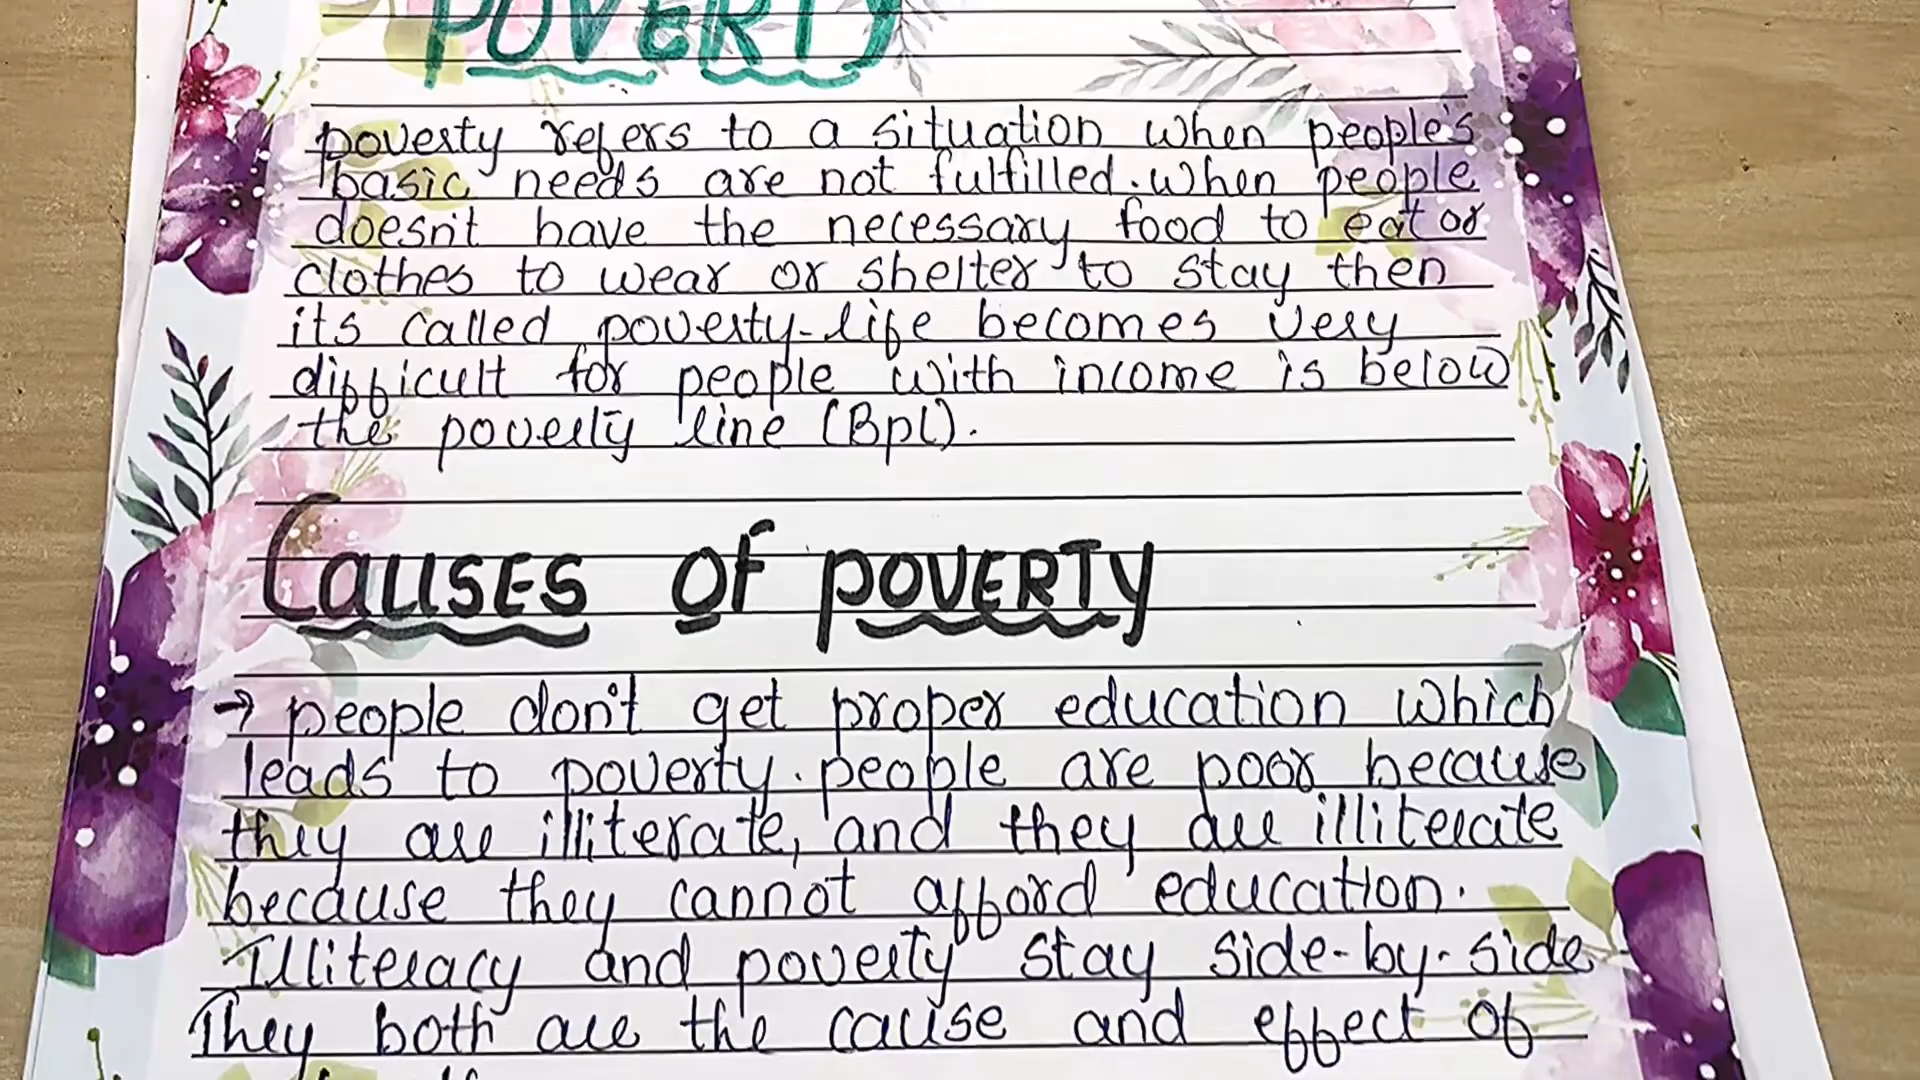 POVERTY
poverty refers to a situation when people's
basic needs are not fulfilled. when people
doesn't have the necessary food to eat or
clothes to wear or shelter to stay then
its called poverty-life becomes very
difficult for people with income is below
the poverty line (Bpl).
CAUSES OF POVERTY
→ people don't get proper education which
leads to poverty. people are poor because
they are illiterate, and they are illiterate
because they cannot afford education.
Illiteracy and poverty stay side-by-side
They both are the cause and effect of